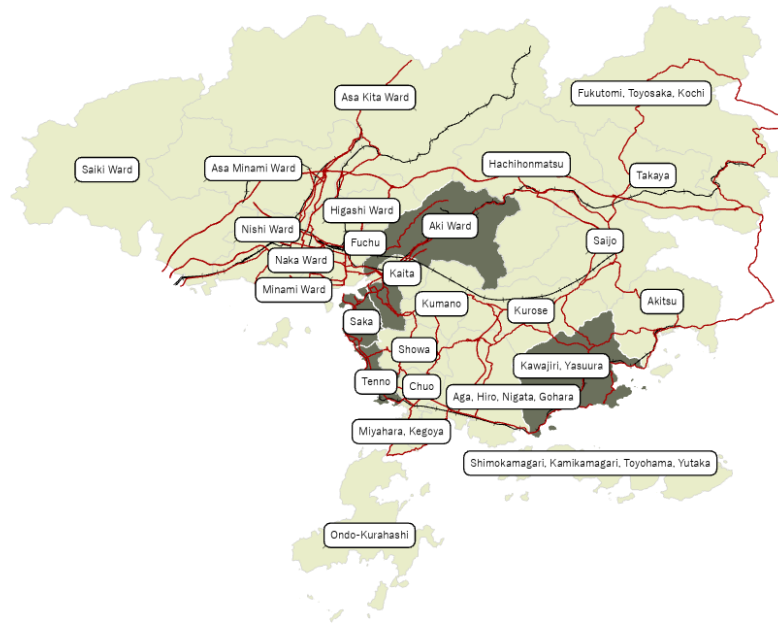 Asa Kita Ward
Fukutomi, Toyosaka, Kochi
Saiki Ward
Asa Minami Ward
Hachihonmatsu
Takaya
Higashi Ward
Nishi Ward
Aki Ward
Fuchu
Saijo
Naka Ward
Kaita
Minami Ward
Kumano
Kurose
Akitsu
Saka
Showa
Kawajiri, Yasuura
Tenno
Chuo
Aga, Hiro, Nigata, Gohara
Miyahara, Kegoya
Shimokamagari, Kamikamagari, Toyohama, Yutaka
Ondo-Kurahashi